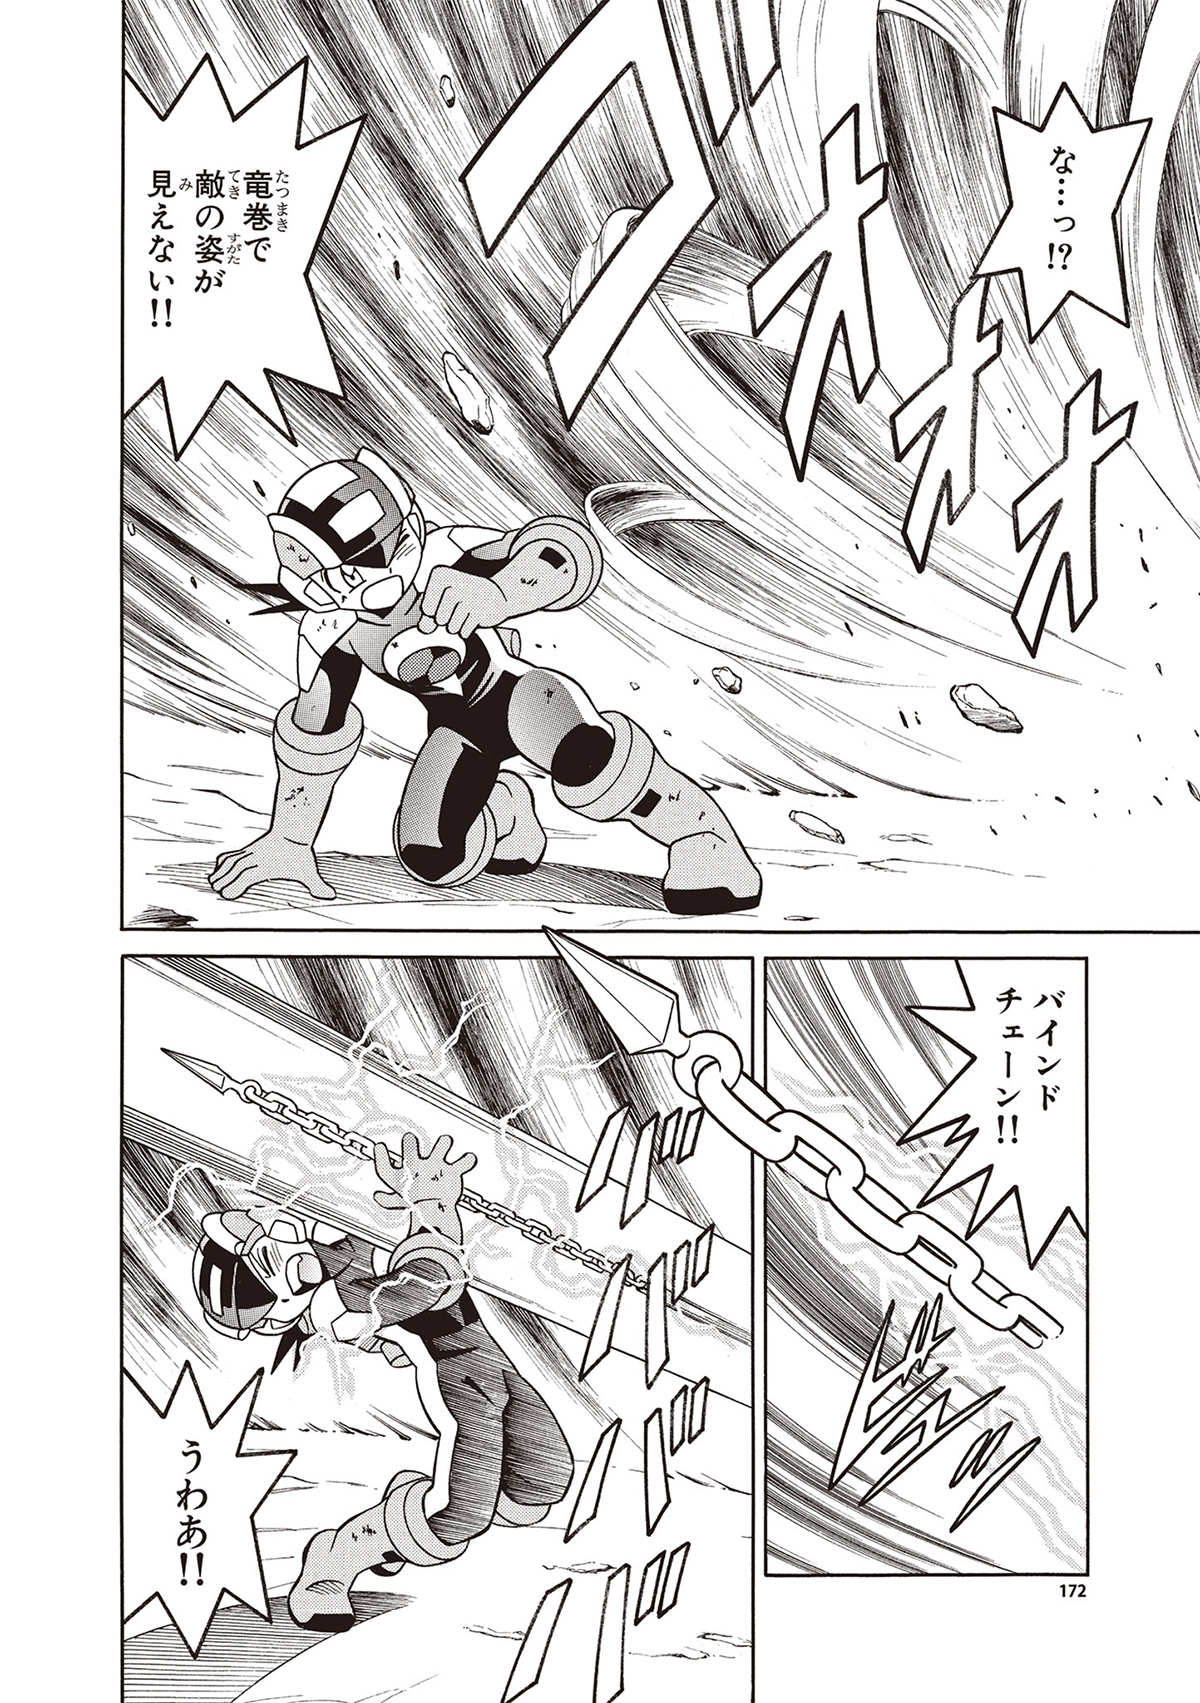 な…っ!?
ゴオオオ
竜巻で
たつまき
敵の姿が
てき
すがた
見えない!!
み
バインド
チェーン!!
ビュッ
ババババ
うわあ!!
172